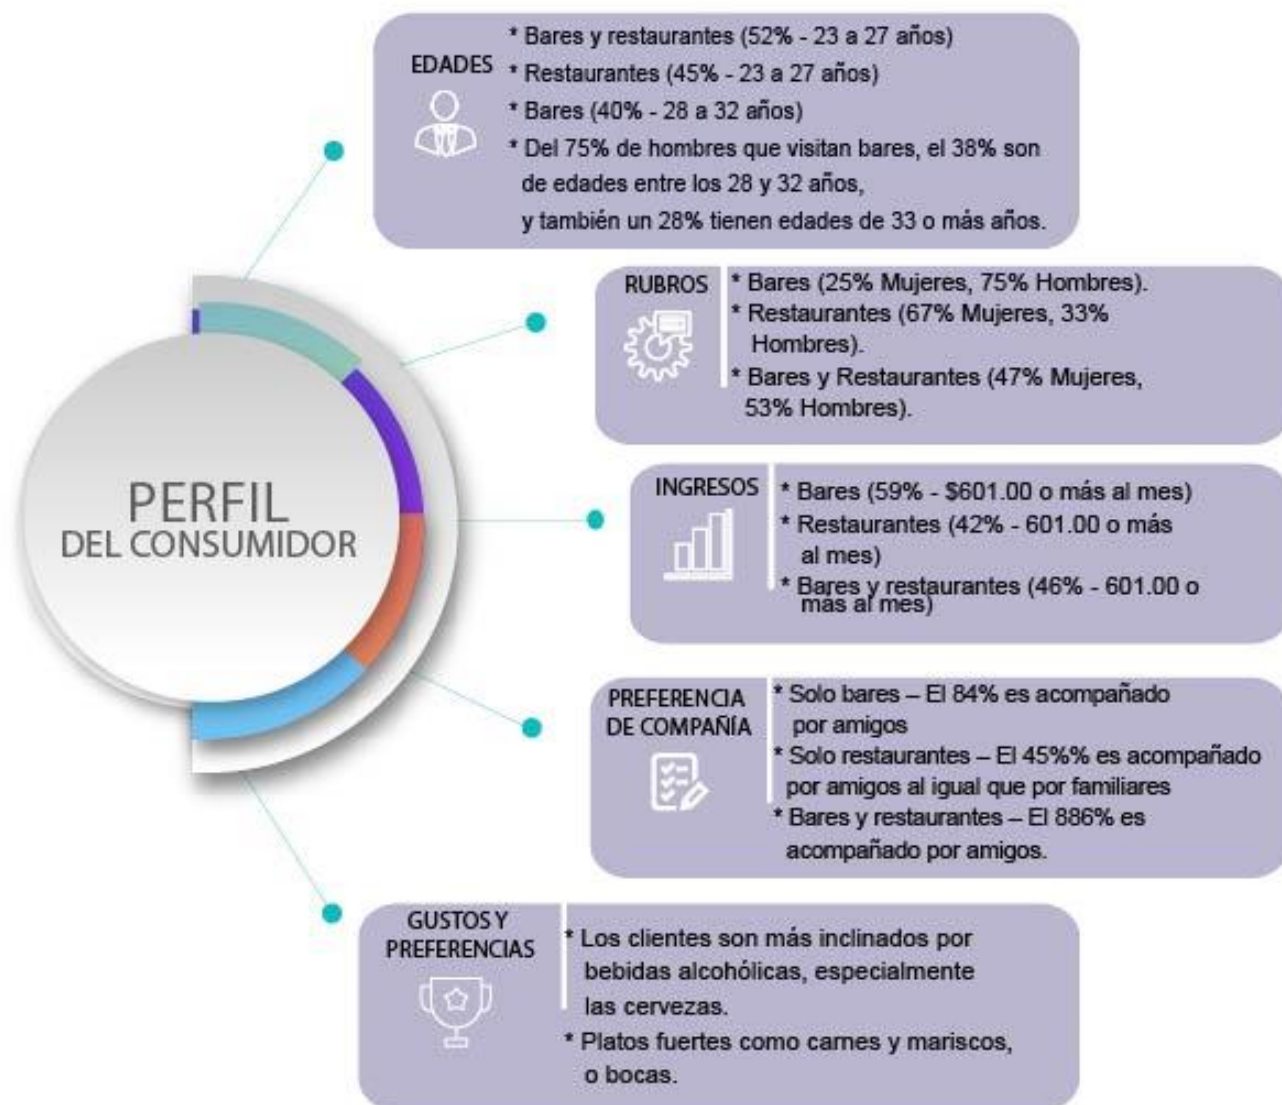 EDADES
* Bares y restaurantes (52% - 23 a 27 años)
* Restaurantes (45% - 23 a 27 años)
* Bares (40% - 28 a 32 años)
* Del 75% de hombres que visitan bares, el 38% son
de edades entre los 28 y 32 años,
y también un 28% tienen edades de 33 o más años.
RUBROS
* Bares (25% Mujeres, 75% Hombres).
* Restaurantes (67% Mujeres, 33%
Hombres).
* Bares y Restaurantes (47% Mujeres,
53% Hombres).
PERFIL
DEL CONSUMIDOR
INGRESOS
* Bares (59% - $601.00 o más al mes)
* Restaurantes (42% - 601.00 o más
al mes)
* Bares y restaurantes (46% - 601.00 o
más al mes)
PREFERENCIA
DE COMPAÑÍA
* Solo bares – El 84% es acompañado
por amigos
* Solo restaurantes – El 45%% es acompañado
por amigos al igual que por familiares
* Bares y restaurantes – El 886% es
acompañado por amigos.
GUSTOS Y
PREFERENCIAS
* Los clientes son más inclinados por
bebidas alcohólicas, especialmente
las cervezas.
* Platos fuertes como carnes y mariscos,
o bocas.